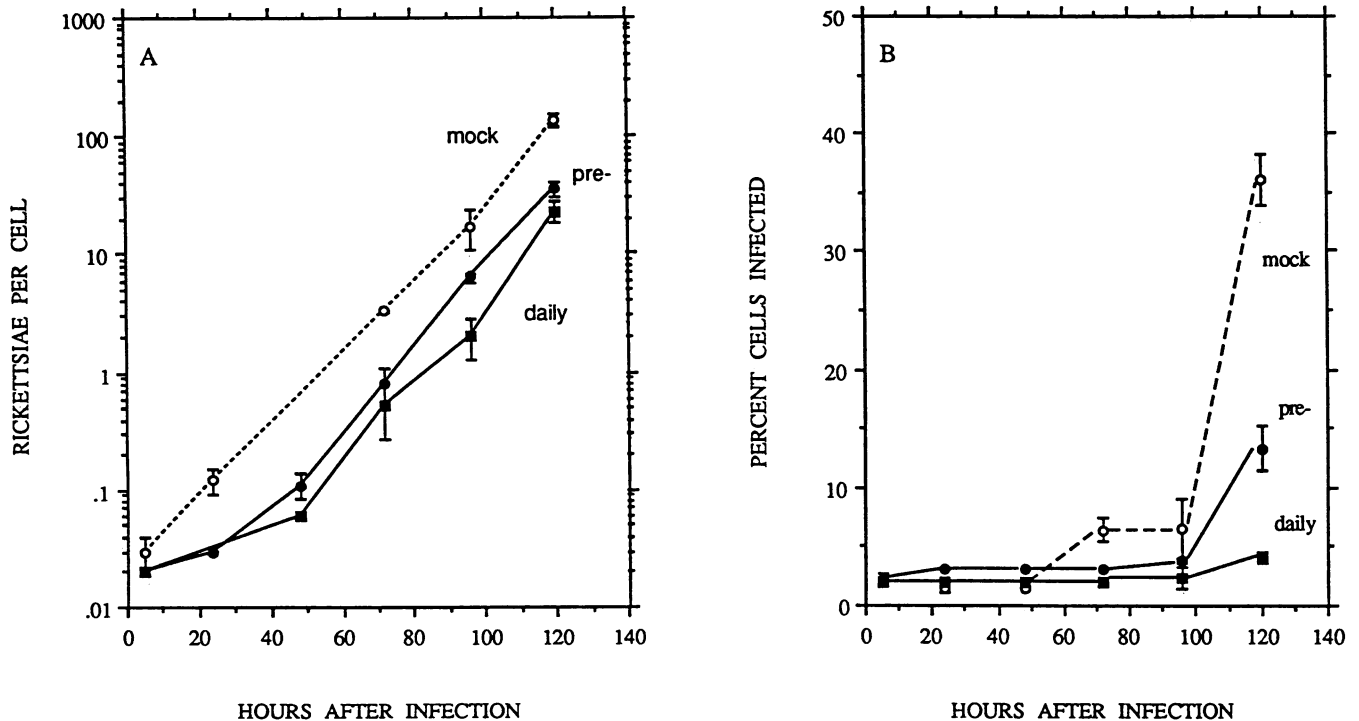 A
1000
100
10
1
.1
.01
RICKETTSIAE PER CELL
mock
pre-
daily
0 20 40 60 80 100 120 140
HOURS AFTER INFECTION
B
50
40
30
20
10
0
PERCENT CELLS INFECTED
mock
pre-
daily
0 20 40 60 80 100 120 140
HOURS AFTER INFECTION